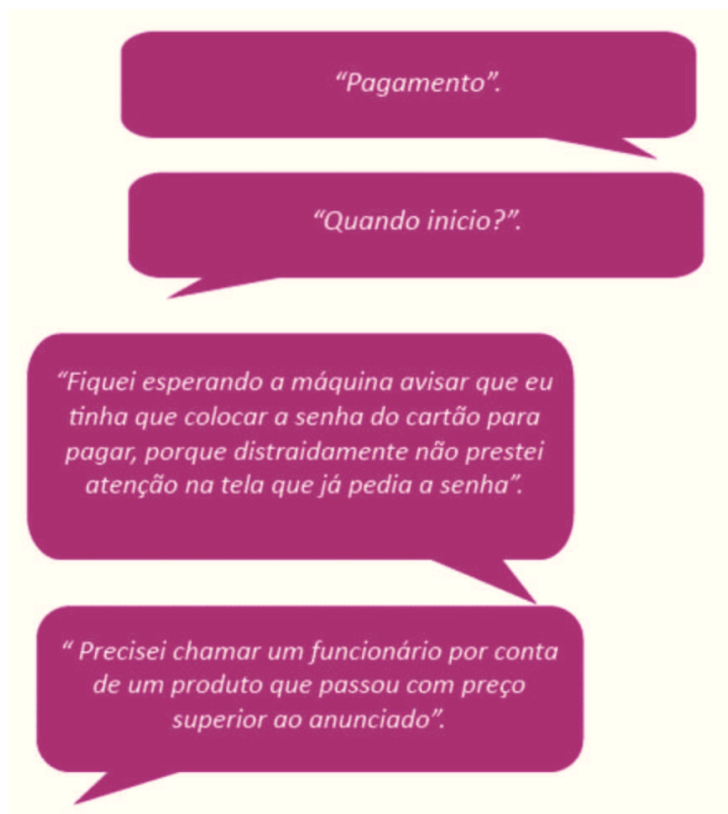 “Pagamento”.
“Quando inicio?”.
“Fiquei esperando a máquina avisar que eu
tinha que colocar a senha do cartão para
pagar, porque distraidamente não prestei
atenção na tela que já pedia a senha”.
“ Precisei chamar um funcionário por conta
de um produto que passou com preço
superior ao anunciado”.